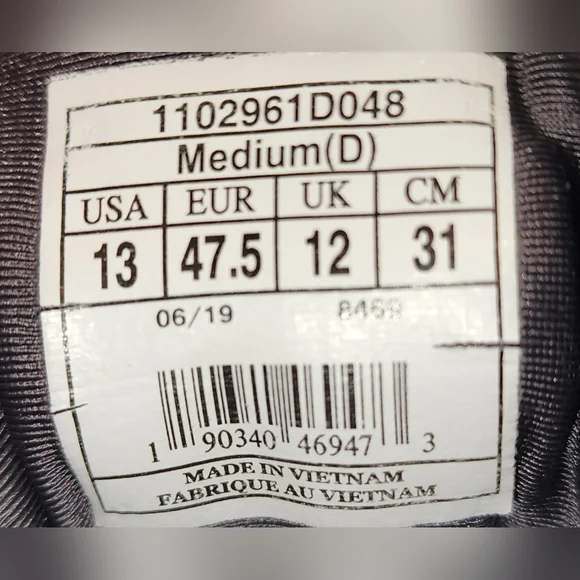 1102961D048
Medium(D)
USA EUR UK CM
13 47.5 12 31
06/19 8469
1 90340 46947 3
MADE IN VIETNAM
FABRIQUE AU VIETNAM